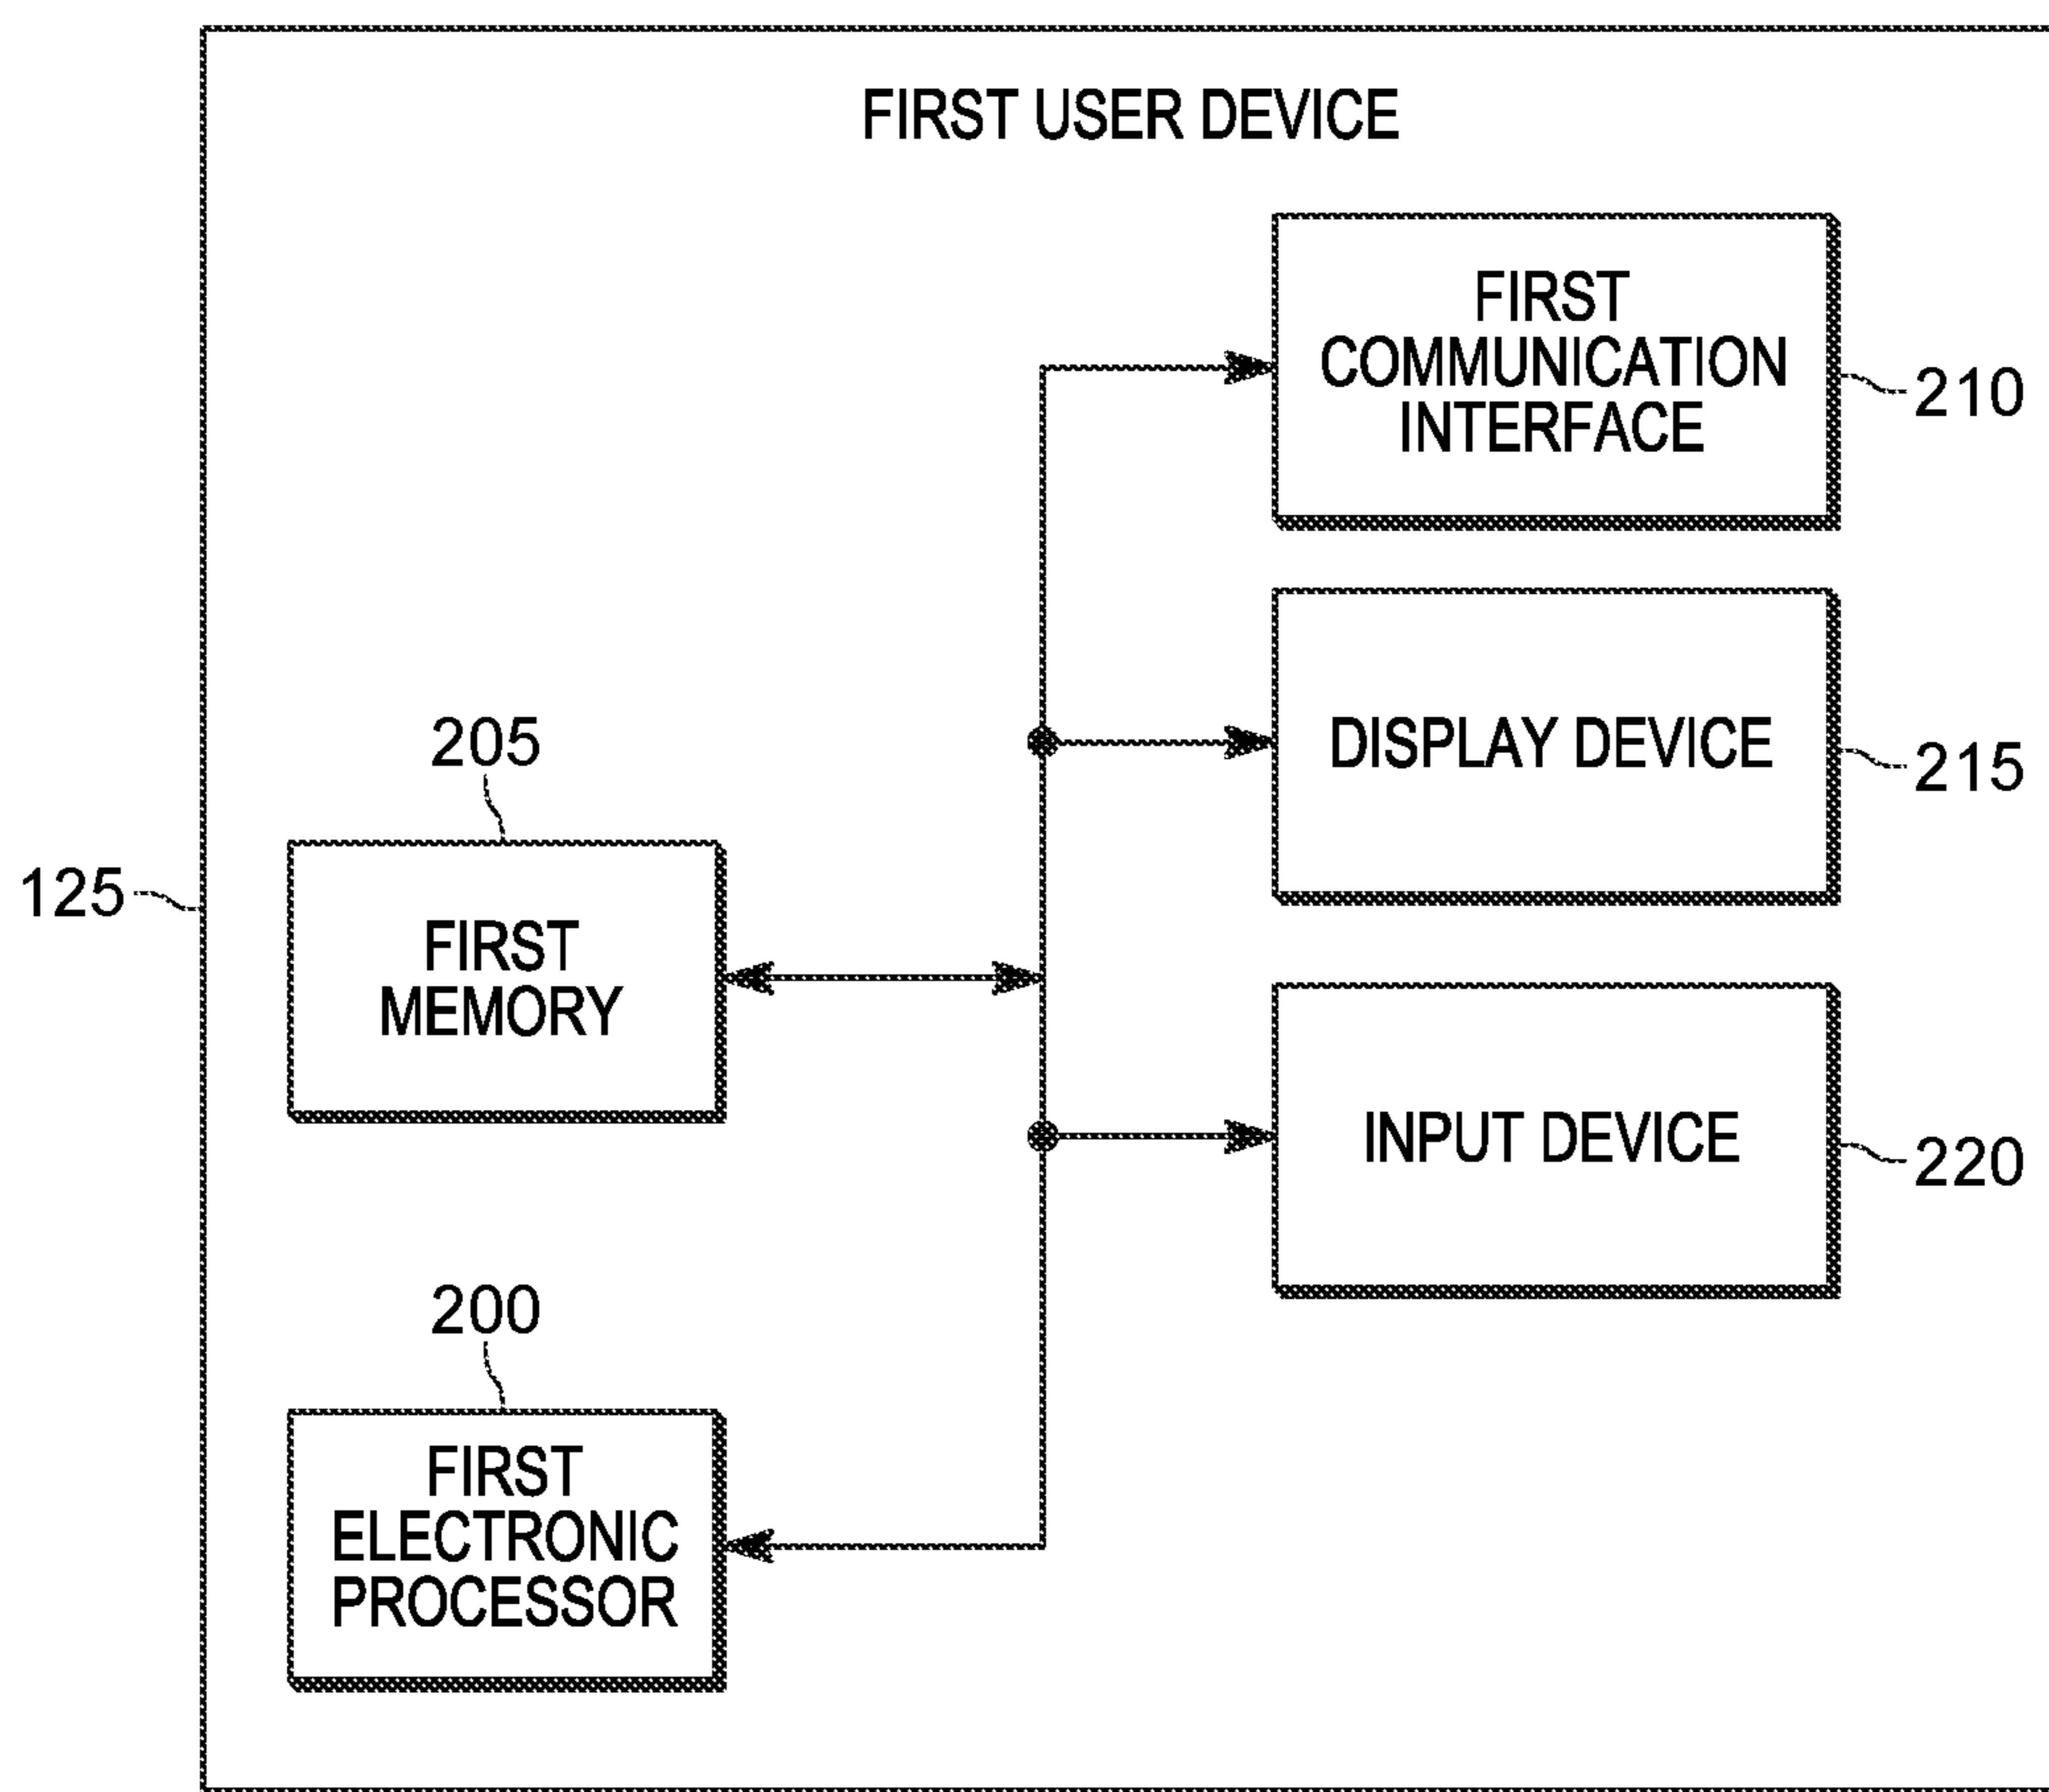 FIRST USER DEVICE
FIRST
COMMUNICATION
INTERFACE
210
DISPLAY DEVICE
215
205
FIRST
MEMORY
125
INPUT DEVICE
220
200
FIRST
ELECTRONIC
PROCESSOR